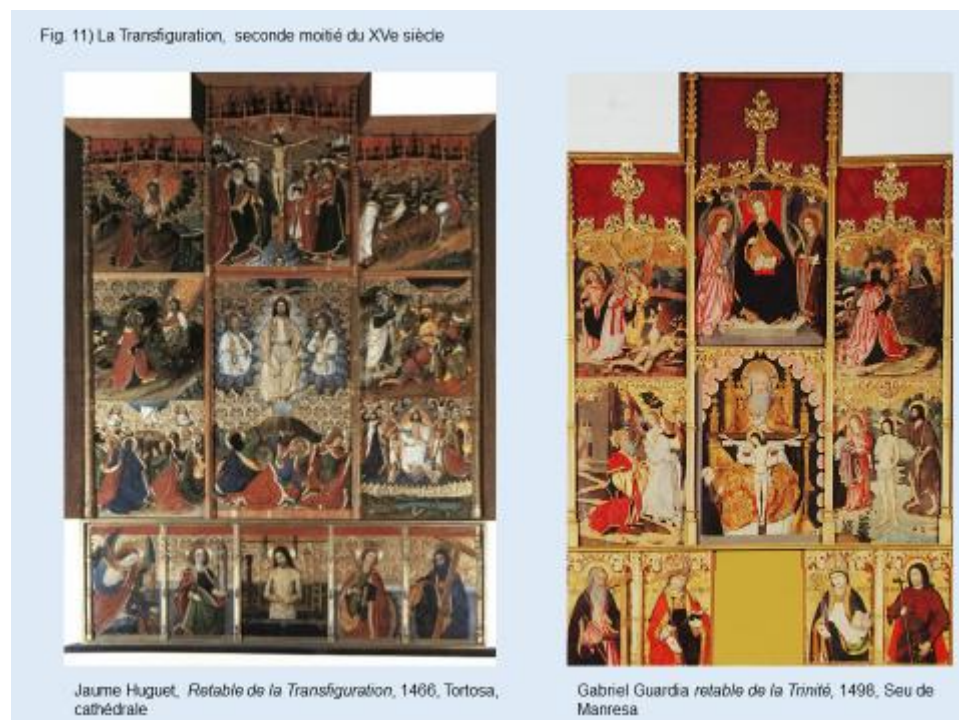 Fig. 11) La Transfiguration, seconde moitié du XVe siècle
Jaume Huguet, Retable de la Transfiguration, 1466, Tortosa,
cathédrale
Gabriel Guardia retable de la Trinité, 1498, Seu de
Manresa